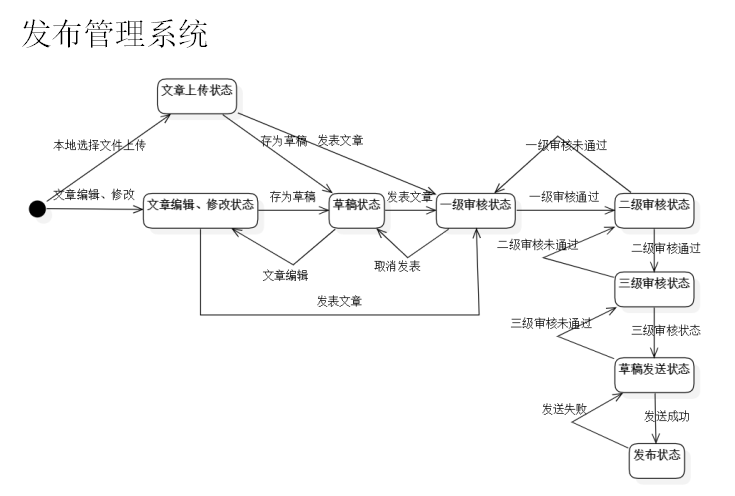 发布管理系统
文章上传状态
本地选择文件上传
存为草稿
发表文章
一级审核未通过
文章编辑、修改
文章编辑、修改状态
存为草稿
草稿状态
发表文章
一级审核状态
一级审核通过
二级审核状态
二级审核未通过
二级审核通过
文章编辑
取消发表
三级审核状态
发表文章
三级审核未通过
三级审核状态
草稿发送状态
发送失败
发送成功
发布状态